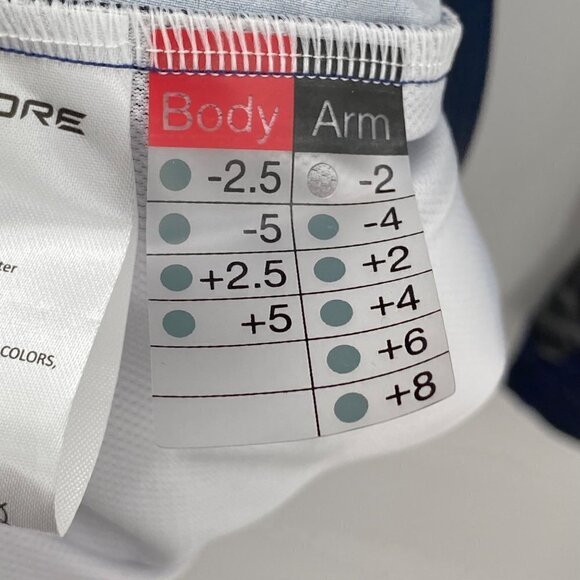 ORE
Body Arm
-2.5 -2
-5 -4
+2.5 +2
+5 +4
+6
+8
COLORS,